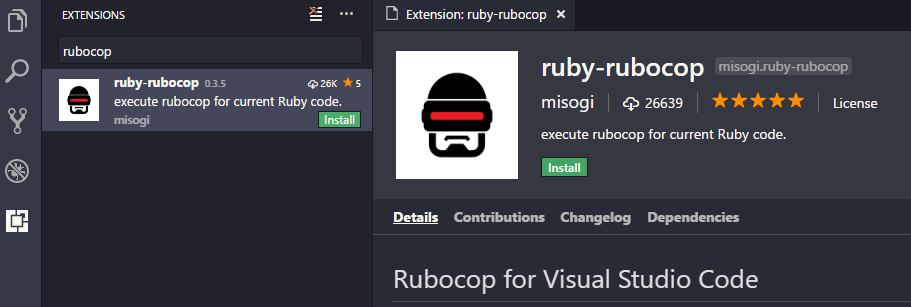 EXTENSIONS
rubocop
ruby-rubocop 0.3.5 26K 5
execute rubocop for current Ruby code.
misogi Install
Extension: ruby-rubocop
ruby-rubocop misogi.ruby-rubocop
misogi 26639 License
execute rubocop for current Ruby code.
Install
Details Contributions Changelog Dependencies
Rubocop for Visual Studio Code